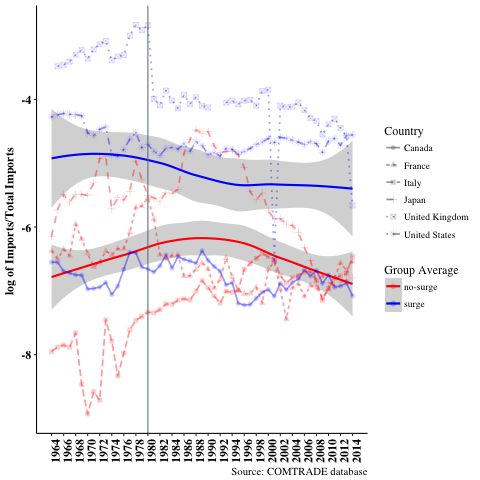 log of Imports/Total Imports
-4
-6
-8
1964
1966
1968
1970
1972
1974
1976
1978
1980
1982
1984
1986
1988
1990
1992
1994
1996
1998
2000
2002
2004
2006
2008
2010
2012
2014
Source: COMTRADE database
Country
Canada
France
Italy
Japan
United Kingdom
United States
Group Average
no-surge
surge